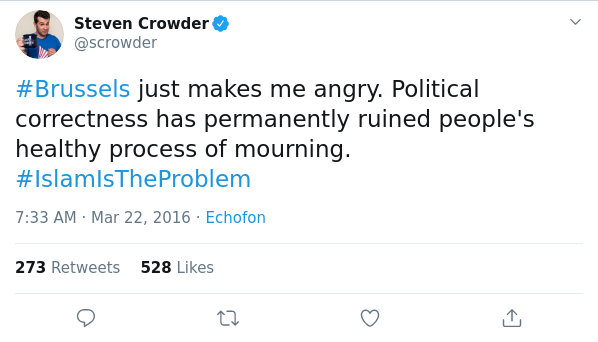 Steven Crowder
@scrowder
#Brussels just makes me angry. Political
correctness has permanently ruined people's
healthy process of mourning.
#IslamIsTheProblem
7:33 AM · Mar 22, 2016 · Echofon
273 Retweets 528 Likes